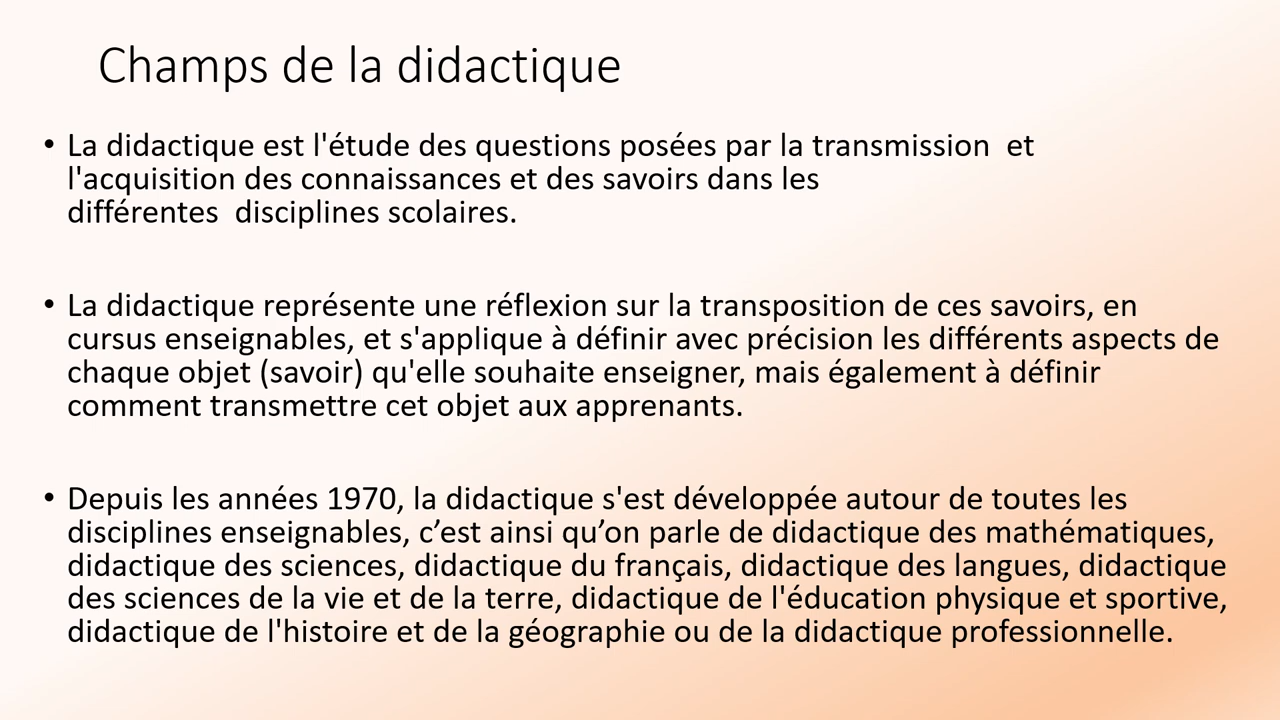 Champs de la didactique
• La didactique est l'étude des questions posées par la transmission  et
l'acquisition des connaissances et des savoirs dans les
différentes  disciplines scolaires.
• La didactique représente une réflexion sur la transposition de ces savoirs, en
cursus enseignables, et s'applique à définir avec précision les différents aspects de
chaque objet (savoir) qu'elle souhaite enseigner, mais également à définir
comment transmettre cet objet aux apprenants.
• Depuis les années 1970, la didactique s'est développée autour de toutes les
disciplines enseignables, c’est ainsi qu’on parle de didactique des mathématiques,
didactique des sciences, didactique du français, didactique des langues, didactique
des sciences de la vie et de la terre, didactique de l'éducation physique et sportive,
didactique de l'histoire et de la géographie ou de la didactique professionnelle.